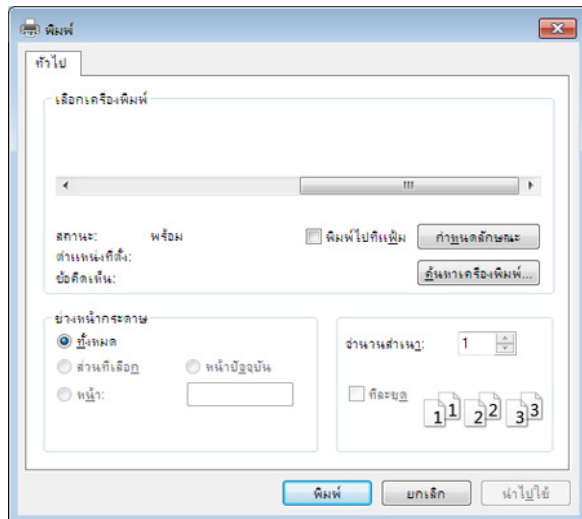 พิมพ์
ทั่วไป
เลือกเครื่องพิมพ์
สถานะ: พร้อม
ตำแหน่งที่ตั้ง:
ข้อคิดเห็น:
พิมพ์ไปที่แฟ้ม
กำหนดลักษณะ
ค้นหาเครื่องพิมพ์...
ช่วงหน้ากระดาษ
ทั้งหมด
ส่วนที่เลือก หน้าปัจจุบัน
หน้า:
จำนวนสำเนา: 1
ทีละชุด
1 1 2 2 3 3
พิมพ์ ยกเลิก นำไปใช้